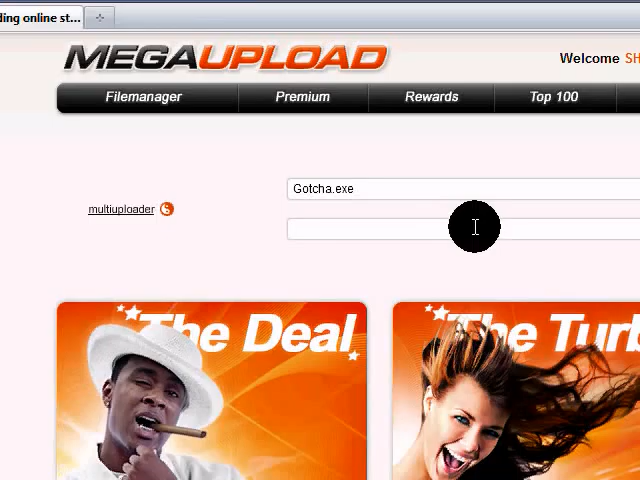 ding online st...
MEGAUPLOAD
Welcome SH
Filemanager Premium Rewards Top 100
Gotcha.exe
multiuploader
The Deal
The Turb